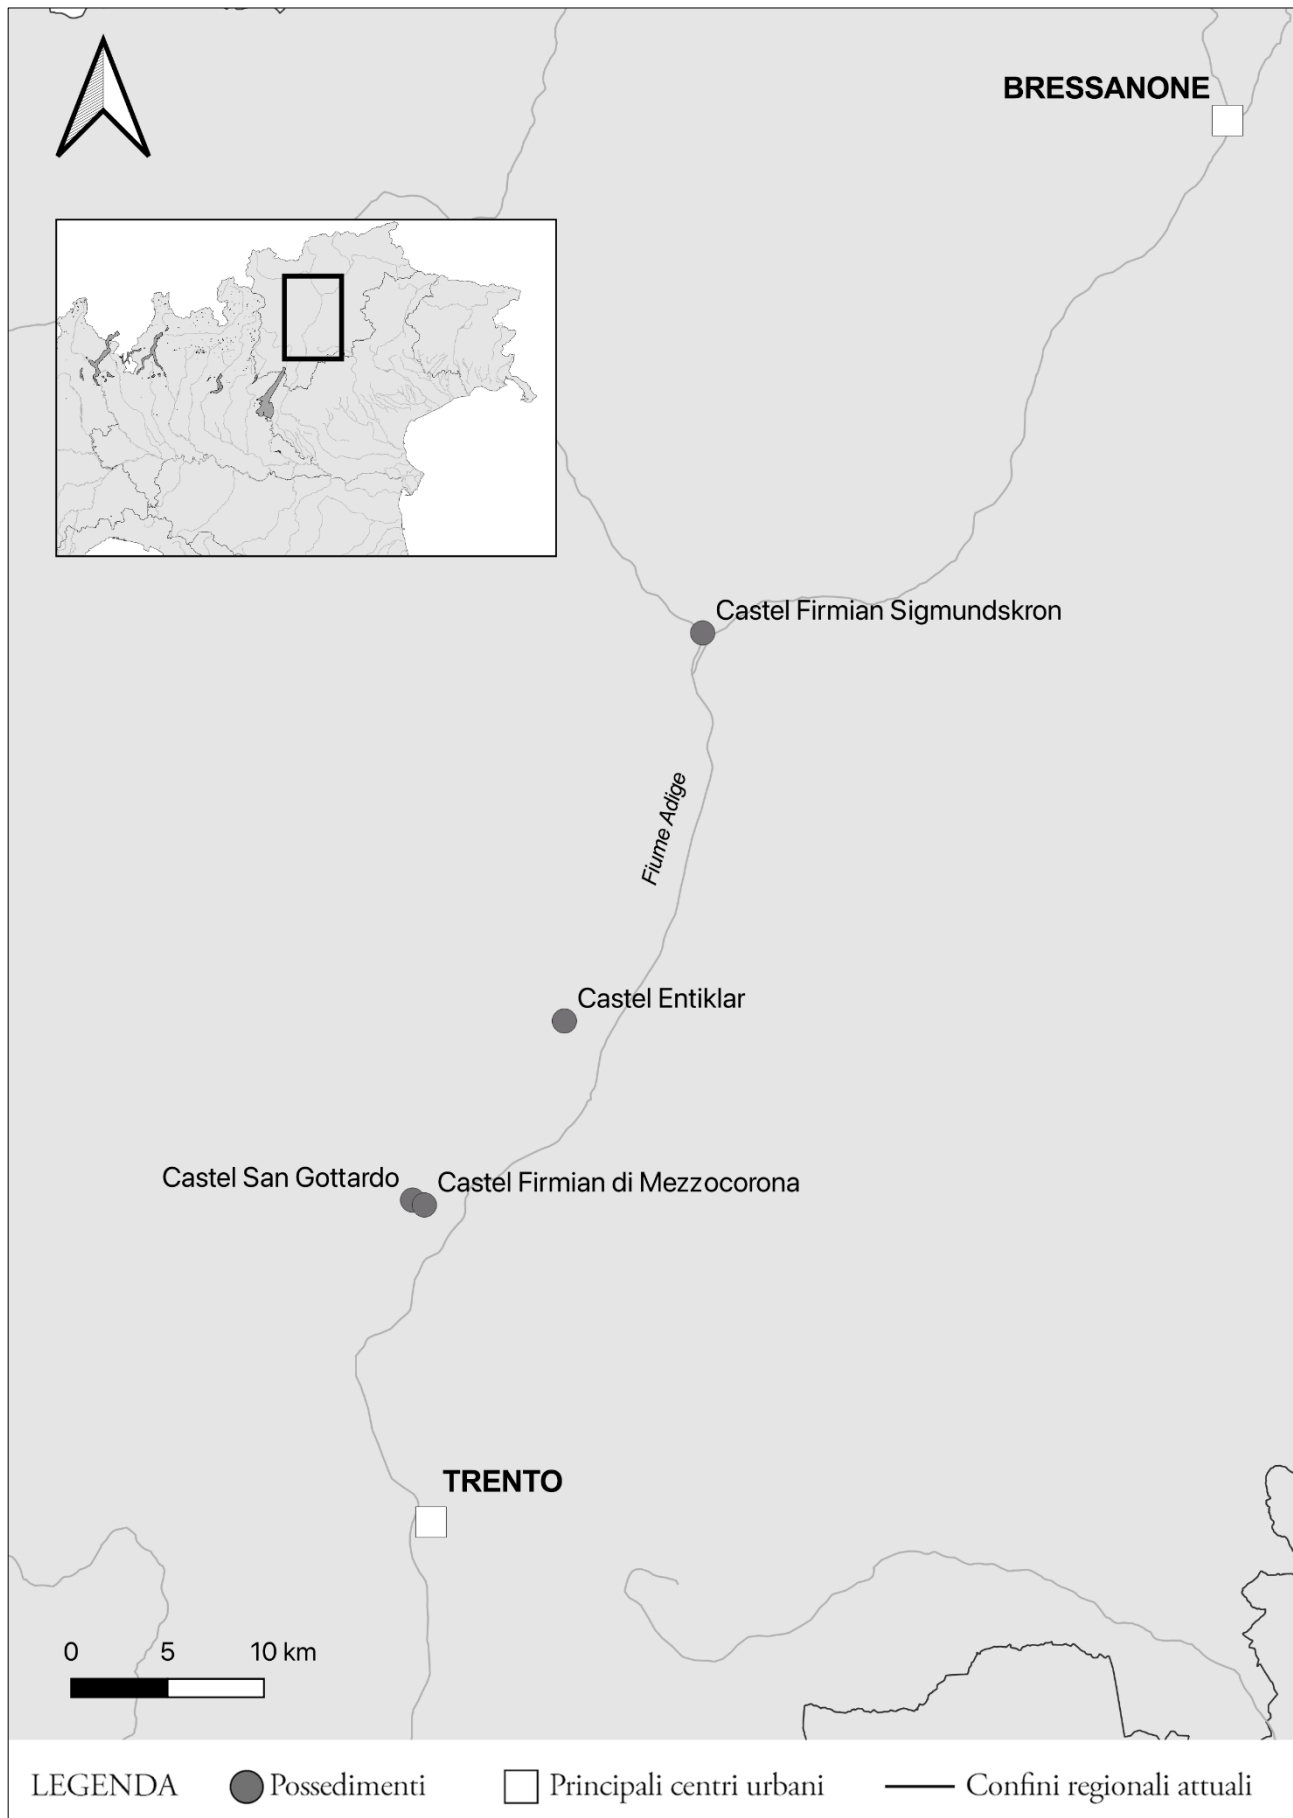 BRESSANONE
Castel Firmian Sigmundskron
Fiume Adige
Castel Entiklar
Castel San Gottardo
Castel Firmian di Mezzocorona
TRENTO
0 5 10 km
LEGENDA Possedimenti Principali centri urbani Confini regionali attuali